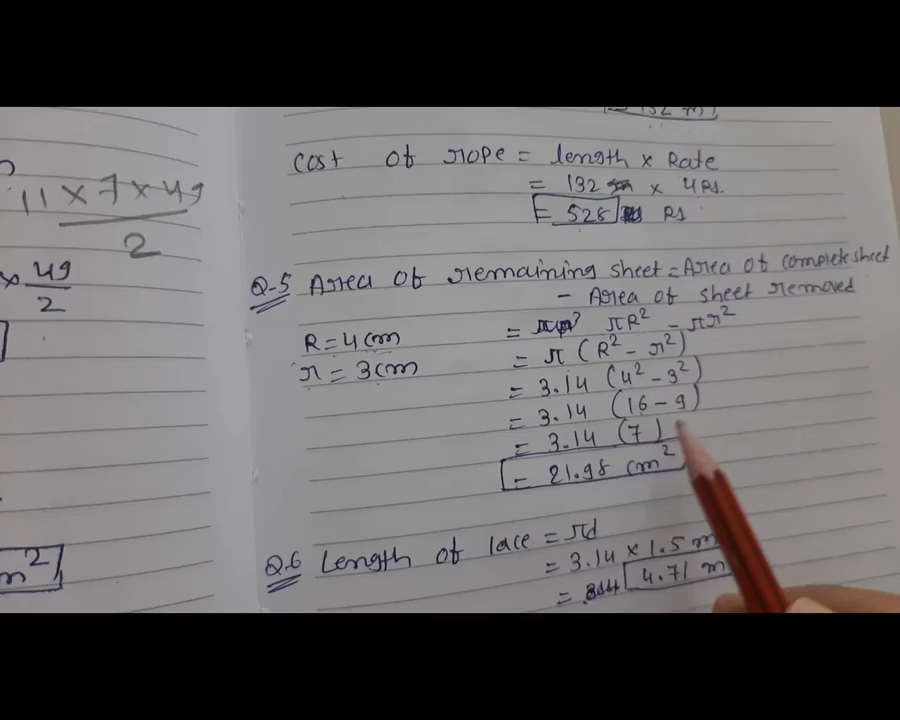 11 × 7 × 49
2
× 49
2
m²
132 m
Cost of rope = length × Rate
= 132 × 4 Rs.
= 528 Rs
Q-5 Area of remaining sheet = Area of complete sheet
- Area of sheet removed
R = 4 cm
r = 3 cm
= πR² - πr²
= π (R² - r²)
= 3.14 (4² - 3²)
= 3.14 (16 - 9)
= 3.14 (7)
= 21.98 cm²
Q.6 Length of lace = πd
= 3.14 × 1.5 m
= 4.71 m